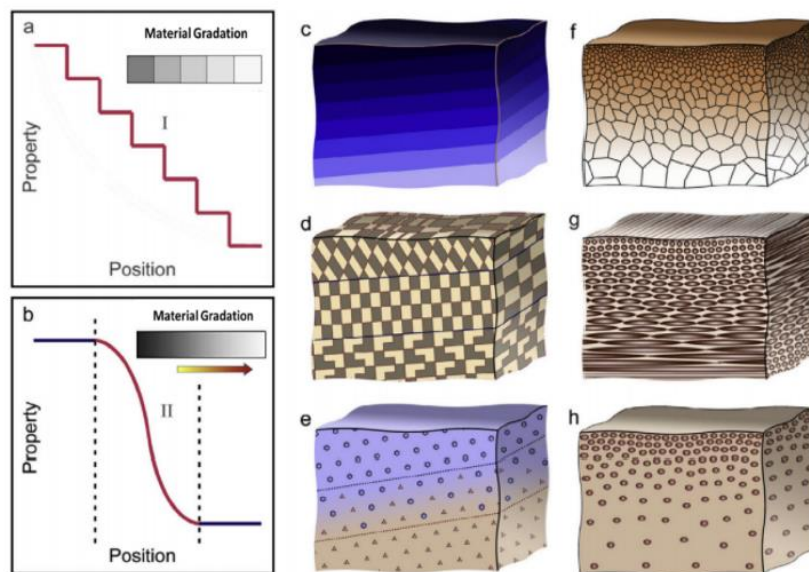 a
Material Gradation
I
Property
Position
b
Material Gradation
II
Property
Position
c
d
e
f
g
h